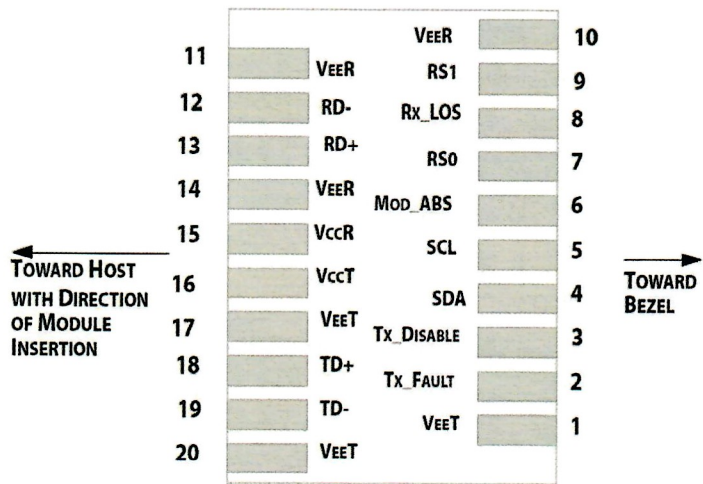 VEER 10
11 VEER
RS1 9
12 RD-
RX_LOS 8
13 RD+
RS0 7
14 VEER
MOD_ABS 6
15 VCCR
SCL 5
16 VCCT
SDA 4
17 VEET
TX_DISABLE 3
18 TD+
TX_FAULT 2
19 TD-
VEET 1
20 VEET
TOWARD HOST
WITH DIRECTION
OF MODULE
INSERTION
TOWARD
BEZEL